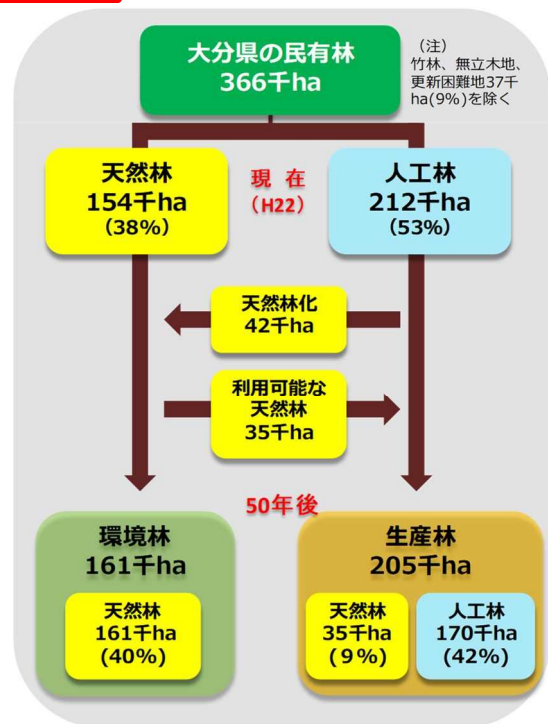 大分県の民有林
366千ha
(注)
竹林、無立木地、
更新困難地37千
ha(9%)を除く
天然林
154千ha
(38%)
現 在
(H22)
人工林
212千ha
(53%)
天然林化
42千ha
利用可能な
天然林
35千ha
50年後
環境林
161千ha
天然林
161千ha
(40%)
生産林
205千ha
天然林
35千ha
(9%)
人工林
170千ha
(42%)